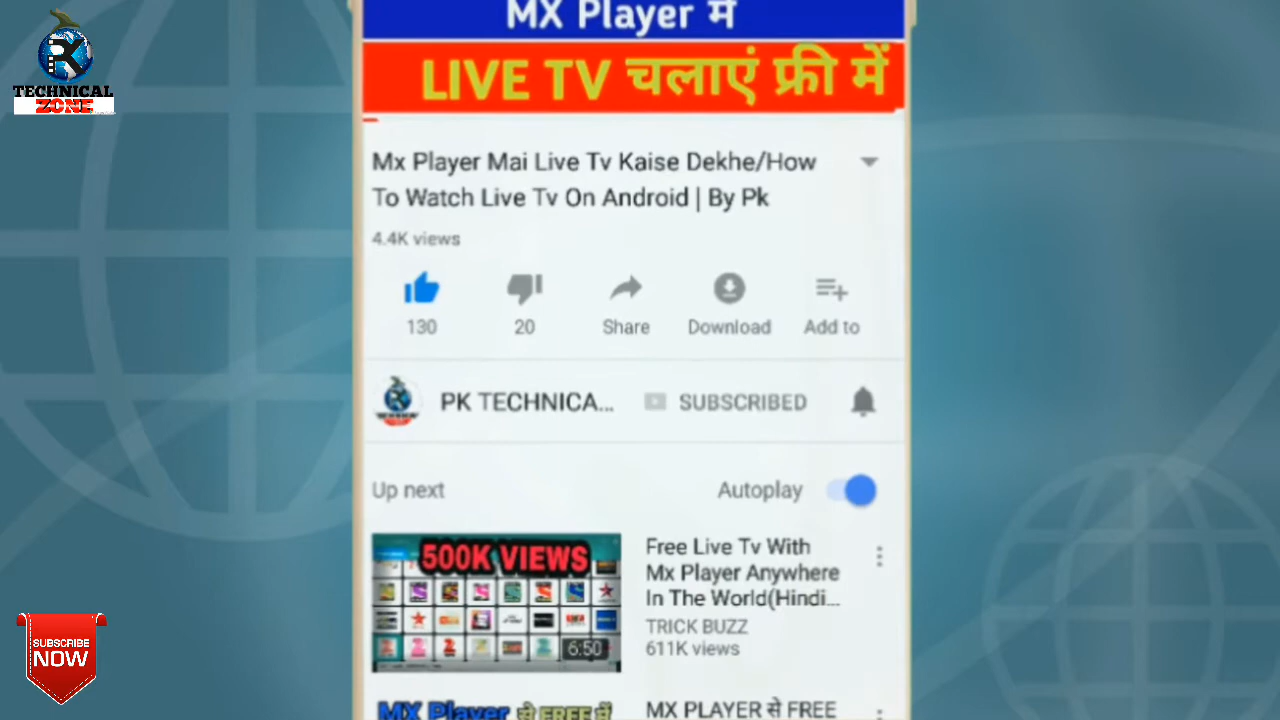 MX Player में
LIVE TV चलाएं फ्री में
TECHNICAL
ZONE
Mx Player Mai Live Tv Kaise Dekhe/How
To Watch Live Tv On Android | By Pk
4.4K views
130
20
Share
Download
Add to
PK TECHNICA...
SUBSCRIBED
Up next
Autoplay
500K VIEWS
6:50
Free Live Tv With
Mx Player Anywhere
In The World(Hindi...
TRICK BUZZ
611K views
SUBSCRIBE
NOW
MX Player से FREE में
MX PLAYER से FREE